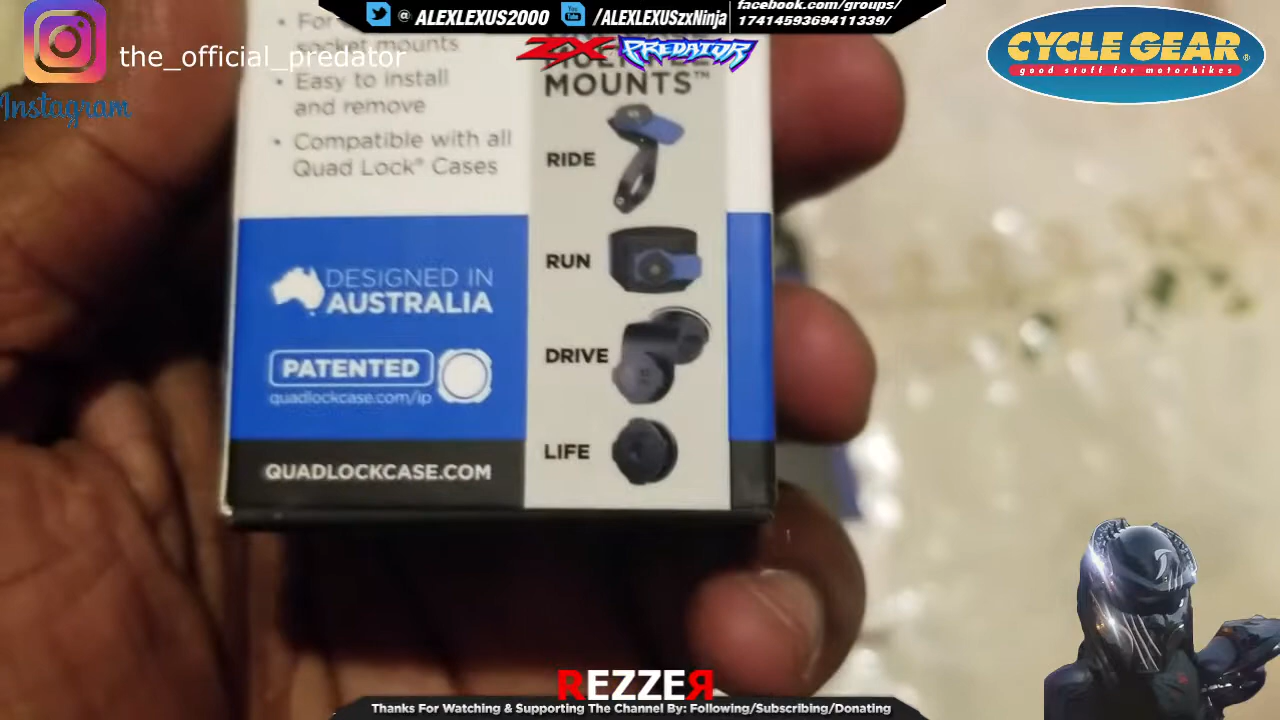 @ ALEXLEXUS2000
/ALEXLEXUSzxNinja
facebook.com/groups/
1741459369411339/
the_official_predator
Instagram
ZX PREDATOR
CYCLE GEAR®
good stuff for motorbikes
• For
mounts
• Easy to install
and remove
• Compatible with all
Quad Lock® Cases
MOUNTS™
RIDE
RUN
DRIVE
LIFE
DESIGNED IN
AUSTRALIA
PATENTED
quadlockcase.com/ip
QUADLOCKCASE.COM
REZZER
Thanks For Watching & Supporting The Channel By: Following/Subscribing/Donating